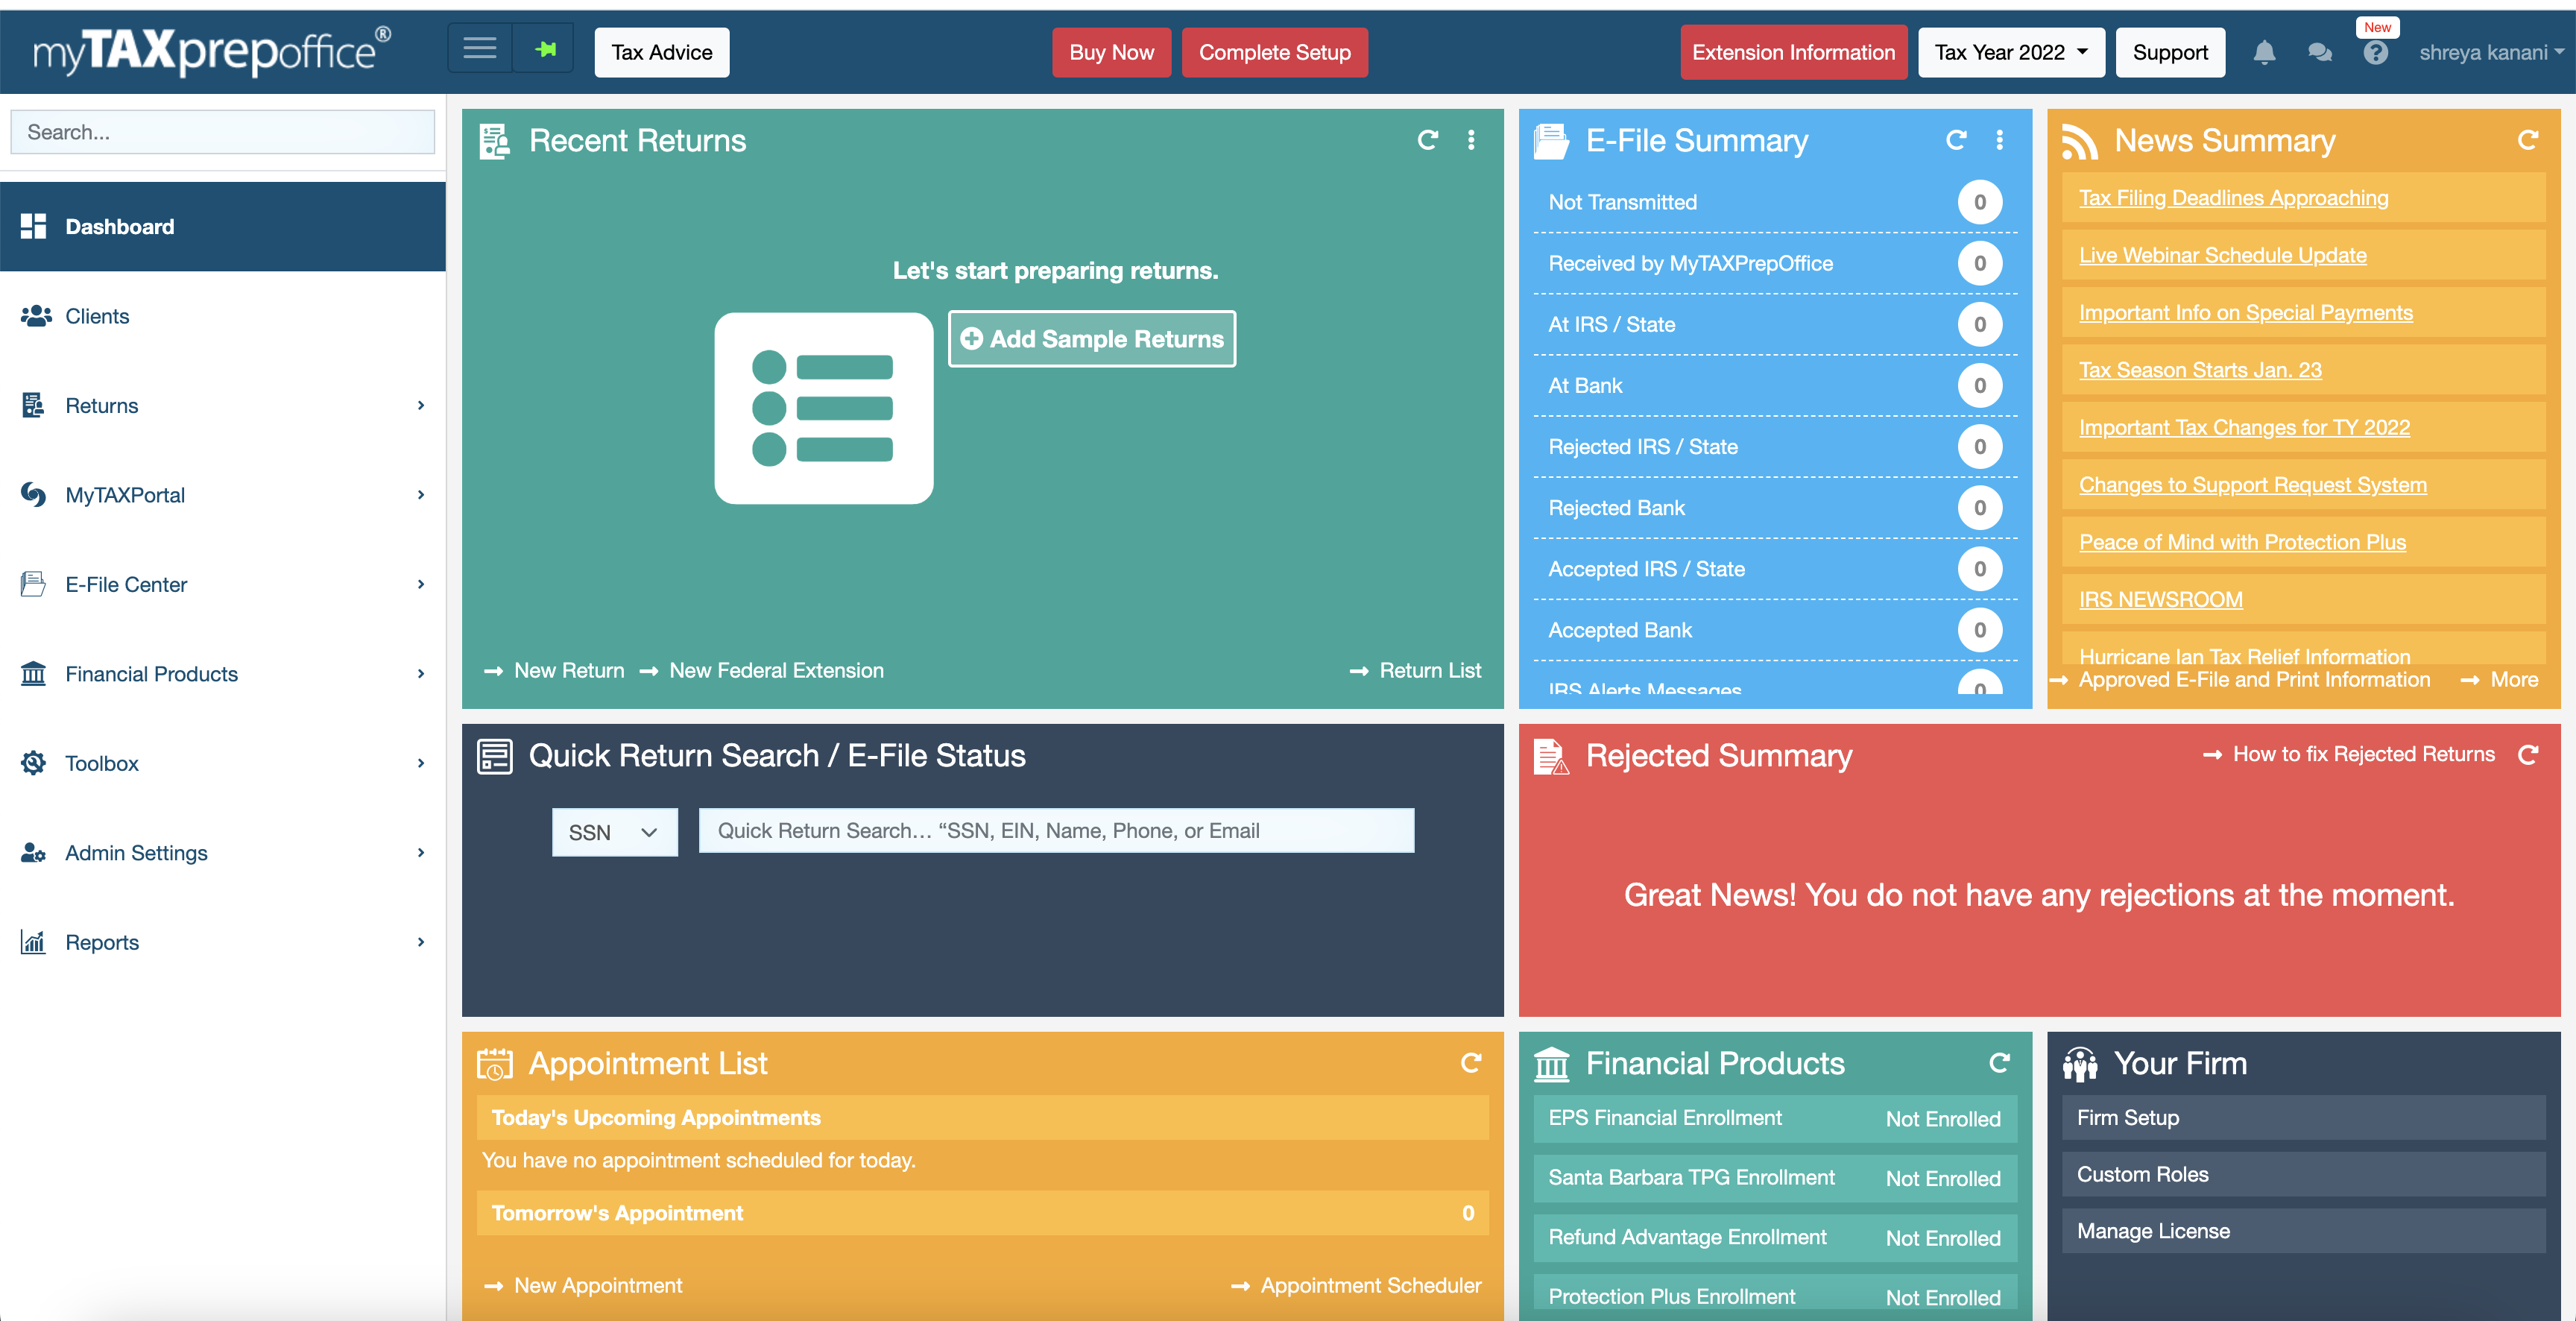 myTAXprepoffice®
Tax Advice
Buy Now
Complete Setup
Extension Information
Tax Year 2022
Support
New
shreya kanani
Search...
Dashboard
Clients
Returns
MyTAXPortal
E-File Center
Financial Products
Toolbox
Admin Settings
Reports
Recent Returns
Let's start preparing returns.
Add Sample Returns
New Return
New Federal Extension
Return List
E-File Summary
Not Transmitted 0
Received by MyTAXPrepOffice 0
At IRS / State 0
At Bank 0
Rejected IRS / State 0
Rejected Bank 0
Accepted IRS / State 0
Accepted Bank 0
IRS Alerts Messages 0
News Summary
Tax Filing Deadlines Approaching
Live Webinar Schedule Update
Important Info on Special Payments
Tax Season Starts Jan. 23
Important Tax Changes for TY 2022
Changes to Support Request System
Peace of Mind with Protection Plus
IRS NEWSROOM
Hurricane Ian Tax Relief Information
Approved E-File and Print Information
More
Quick Return Search / E-File Status
SSN
Quick Return Search... “SSN, EIN, Name, Phone, or Email
Rejected Summary
How to fix Rejected Returns
Great News! You do not have any rejections at the moment.
Appointment List
Today's Upcoming Appointments
You have no appointment scheduled for today.
Tomorrow's Appointment 0
New Appointment
Appointment Scheduler
Financial Products
EPS Financial Enrollment Not Enrolled
Santa Barbara TPG Enrollment Not Enrolled
Refund Advantage Enrollment Not Enrolled
Protection Plus Enrollment Not Enrolled
Your Firm
Firm Setup
Custom Roles
Manage License